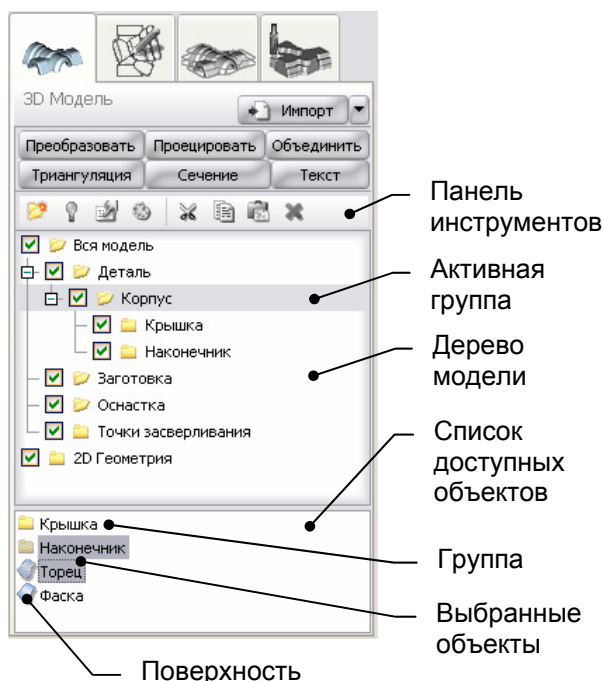 3D Модель
Импорт
Преобразовать Проецировать Объединить
Триангуляция Сечение Текст
Панель
инструментов
Вся модель
Деталь
Корпус
Активная
группа
Крышка
Наконечник
Дерево
модели
Заготовка
Оснастка
Точки засверливания
2D Геометрия
Список
доступных
объектов
Крышка
Наконечник
Торец
Фаска
Группа
Выбранные
объекты
Поверхность